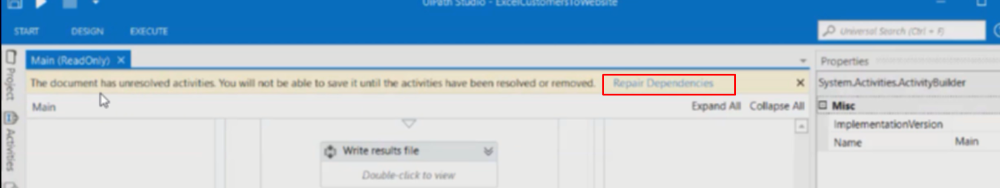 UiPath Studio - ExcelCustomersToWebsite
START DESIGN EXECUTE
Universal Search (Ctrl + F)
Main (ReadOnly) ×
Properties
The document has unresolved activities. You will not be able to save it until the activities have been resolved or removed. Repair Dependencies ×
System.Activities.ActivityBuilder
Main
Expand All Collapse All
Misc
ImplementationVersion
Name Main
Write results file
Double-click to view
Project
Activities